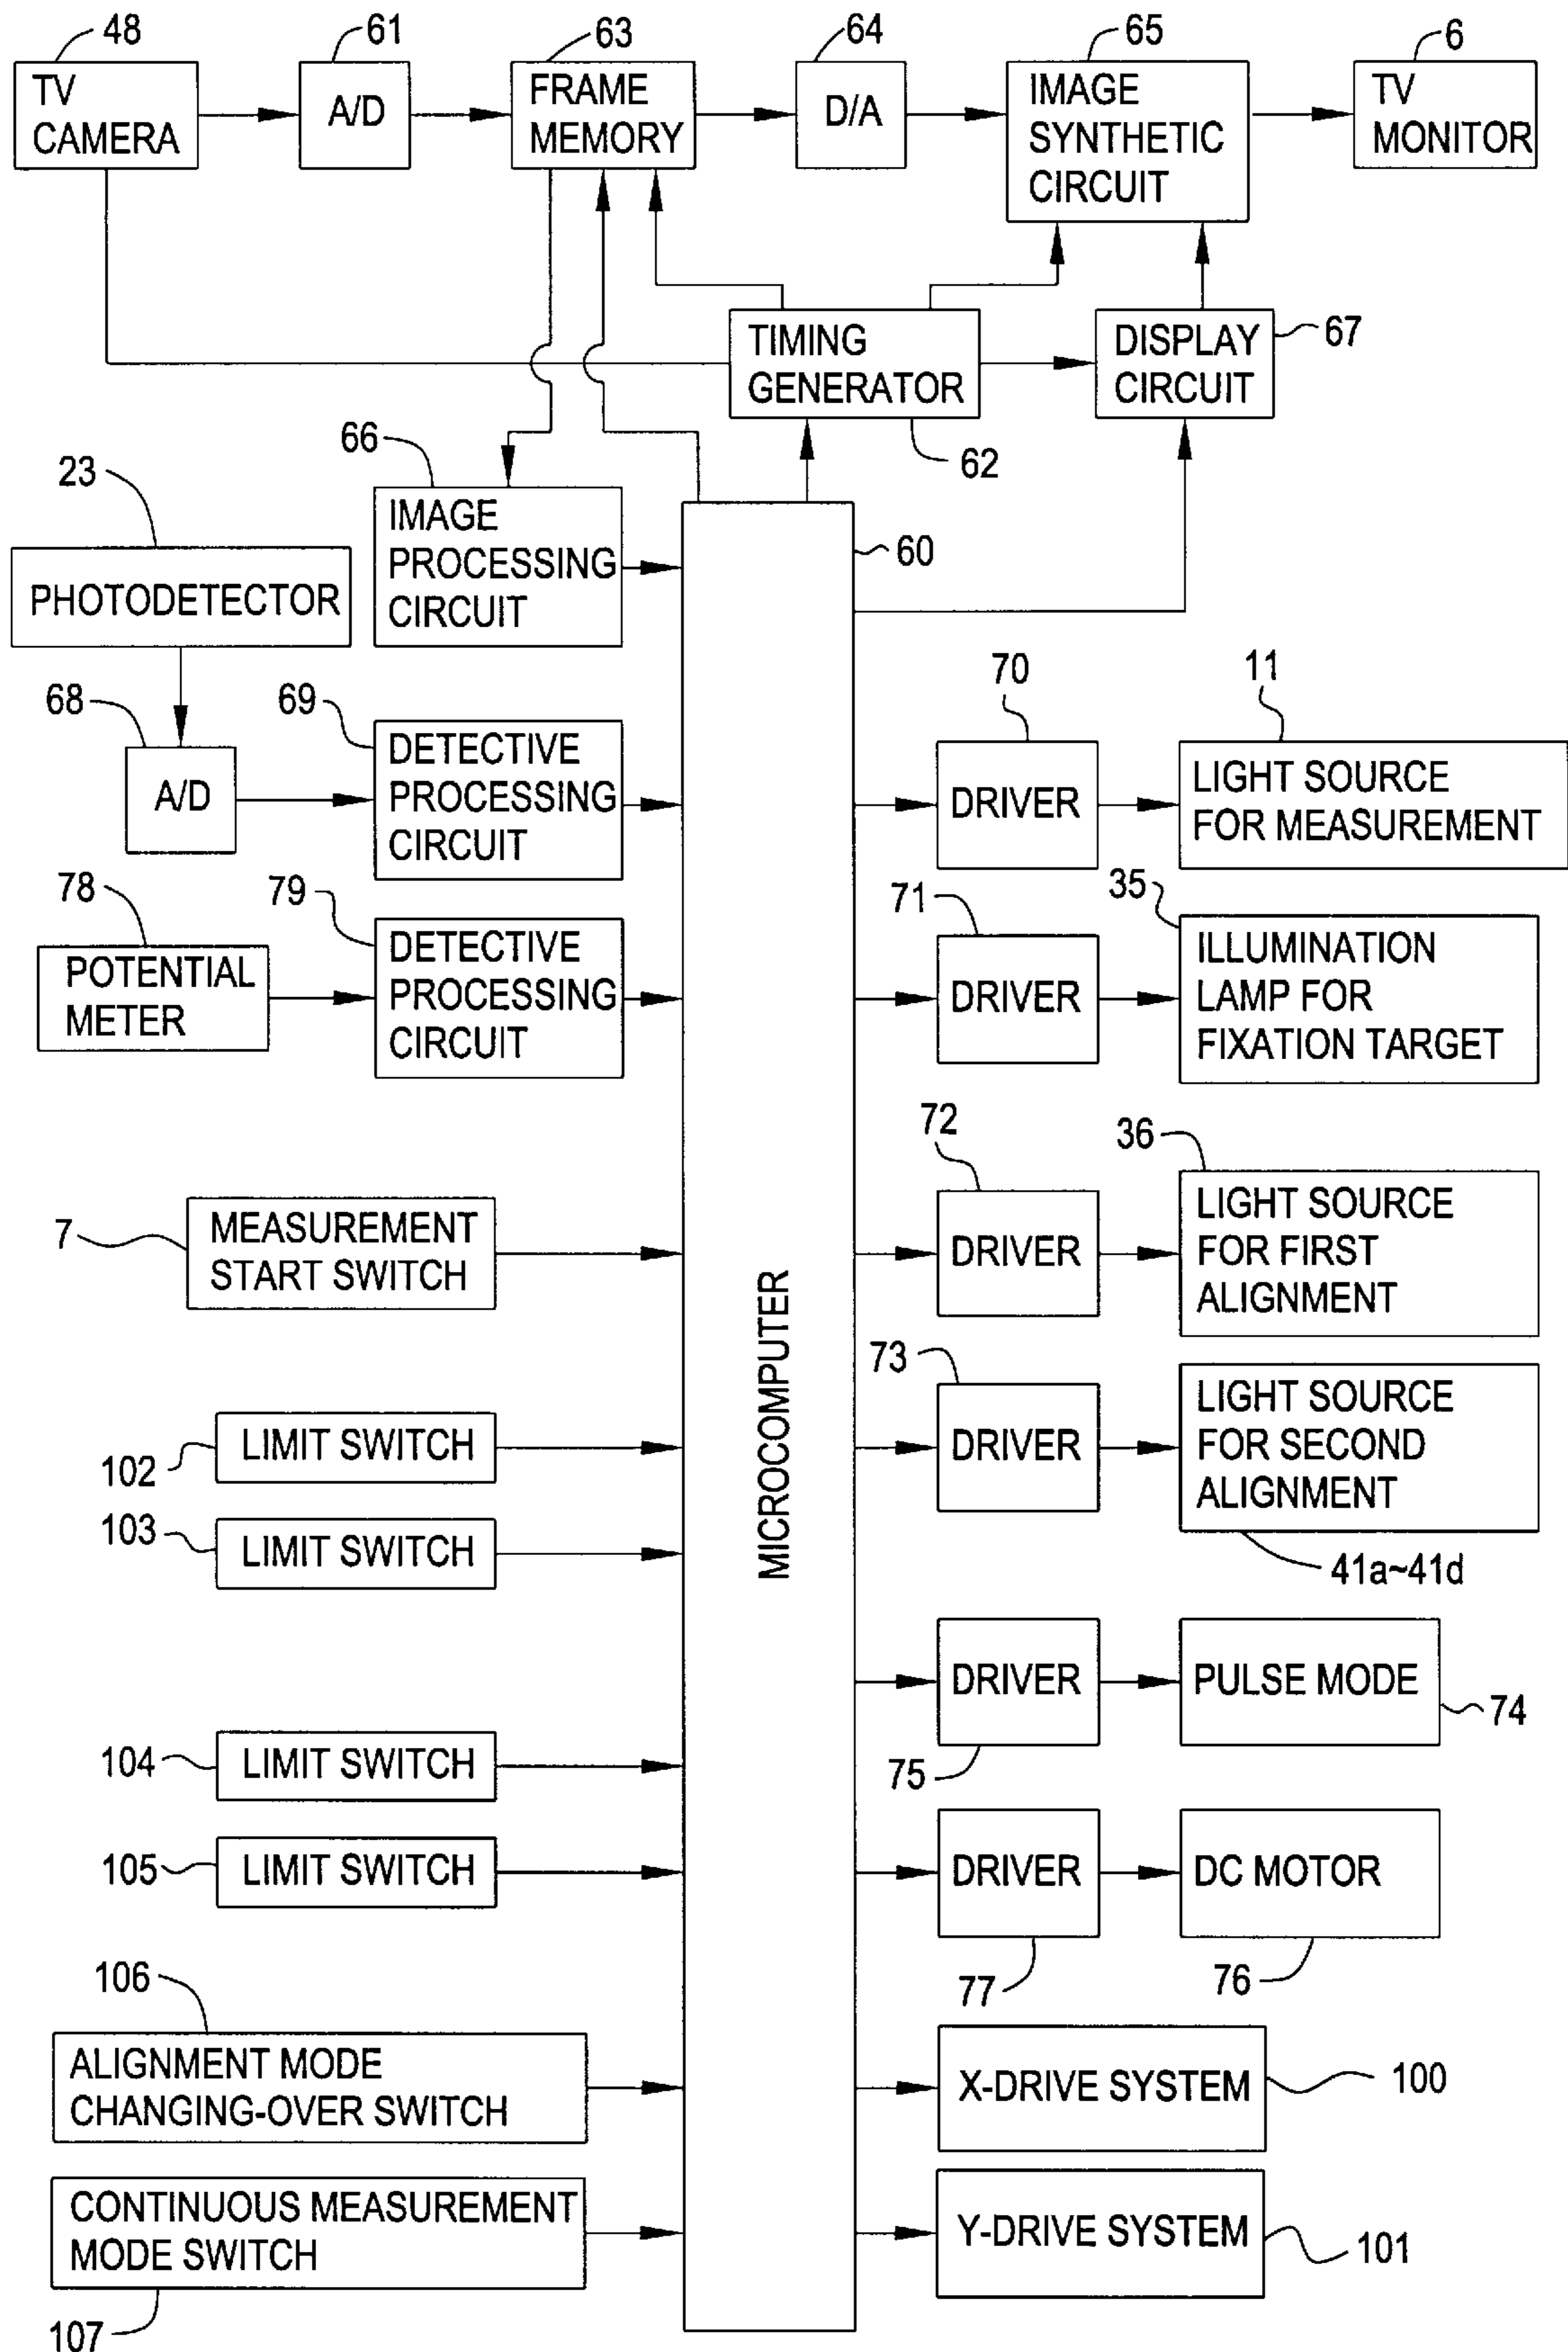 48
61
63
64
65
6
TV
CAMERA
A/D
FRAME
MEMORY
D/A
IMAGE
SYNTHETIC
CIRCUIT
TV
MONITOR
TIMING
GENERATOR
62
DISPLAY
CIRCUIT
67
66
IMAGE
PROCESSING
CIRCUIT
60
23
PHOTODETECTOR
68
A/D
69
DETECTIVE
PROCESSING
CIRCUIT
70
DRIVER
11
LIGHT SOURCE
FOR MEASUREMENT
78
POTENTIAL
METER
79
DETECTIVE
PROCESSING
CIRCUIT
71
DRIVER
35
ILLUMINATION
LAMP FOR
FIXATION TARGET
7
MEASUREMENT
START SWITCH
MICROCOMPUTER
72
DRIVER
36
LIGHT SOURCE
FOR FIRST
ALIGNMENT
102
LIMIT SWITCH
103
LIMIT SWITCH
73
DRIVER
LIGHT SOURCE
FOR SECOND
ALIGNMENT
41a~41d
104
LIMIT SWITCH
DRIVER
75
PULSE MODE
74
105
LIMIT SWITCH
DRIVER
77
DC MOTOR
76
106
ALIGNMENT MODE
CHANGING-OVER SWITCH
X-DRIVE SYSTEM
100
CONTINUOUS MEASUREMENT
MODE SWITCH
107
Y-DRIVE SYSTEM
101